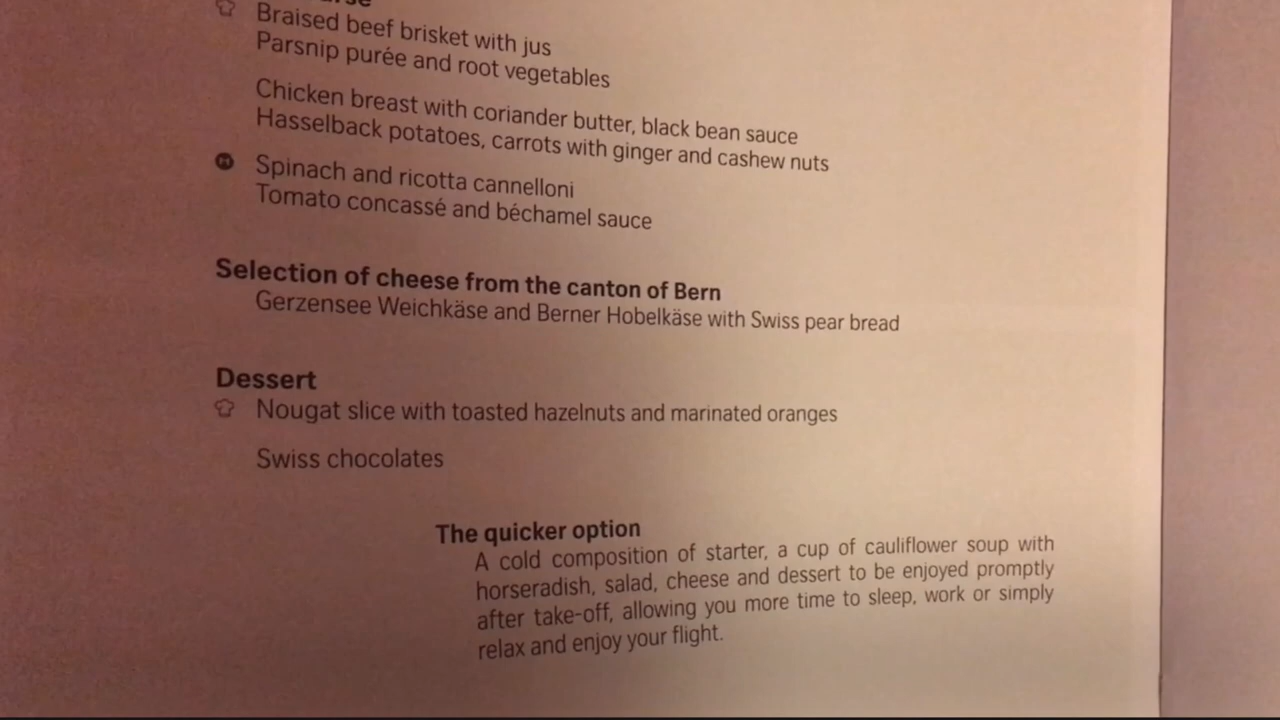 Braised beef brisket with jus
Parsnip purée and root vegetables
Chicken breast with coriander butter, black bean sauce
Hasselback potatoes, carrots with ginger and cashew nuts
Spinach and ricotta cannelloni
Tomato concassé and béchamel sauce
Selection of cheese from the canton of Bern
Gerzensee Weichkäse and Berner Hobelkäse with Swiss pear bread
Dessert
Nougat slice with toasted hazelnuts and marinated oranges
Swiss chocolates
The quicker option
A cold composition of starter, a cup of cauliflower soup with
horseradish, salad, cheese and dessert to be enjoyed promptly
after take-off, allowing you more time to sleep, work or simply
relax and enjoy your flight.